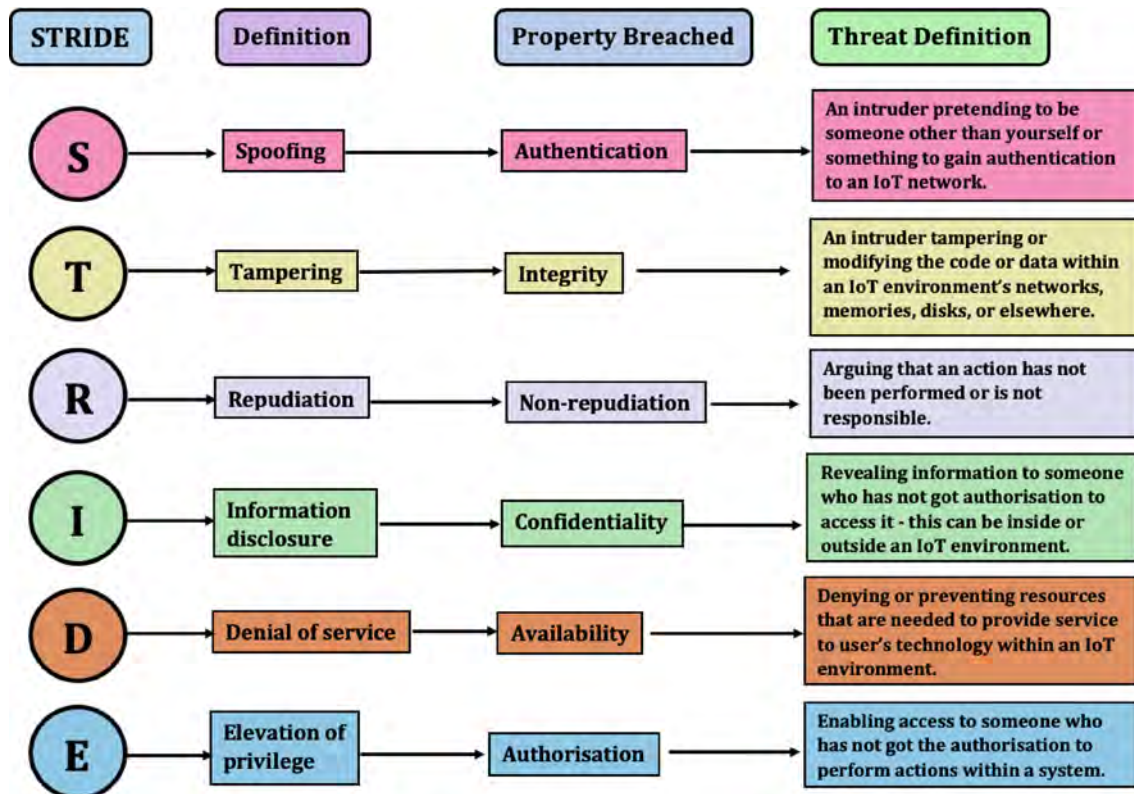 STRIDE
Definition
Property Breached
Threat Definition
S
Spoofing
Authentication
An intruder pretending to be
someone other than yourself or
something to gain authentication
to an IoT network.
T
Tampering
Integrity
An intruder tampering or
modifying the code or data within
an IoT environment's networks,
memories, disks, or elsewhere.
R
Repudiation
Non-repudiation
Arguing that an action has not
been performed or is not
responsible.
I
Information
disclosure
Confidentiality
Revealing information to someone
who has not got authorisation to
access it - this can be inside or
outside an IoT environment.
D
Denial of service
Availability
Denying or preventing resources
that are needed to provide service
to user's technology within an IoT
environment.
E
Elevation of
privilege
Authorisation
Enabling access to someone who
has not got the authorisation to
perform actions within a system.